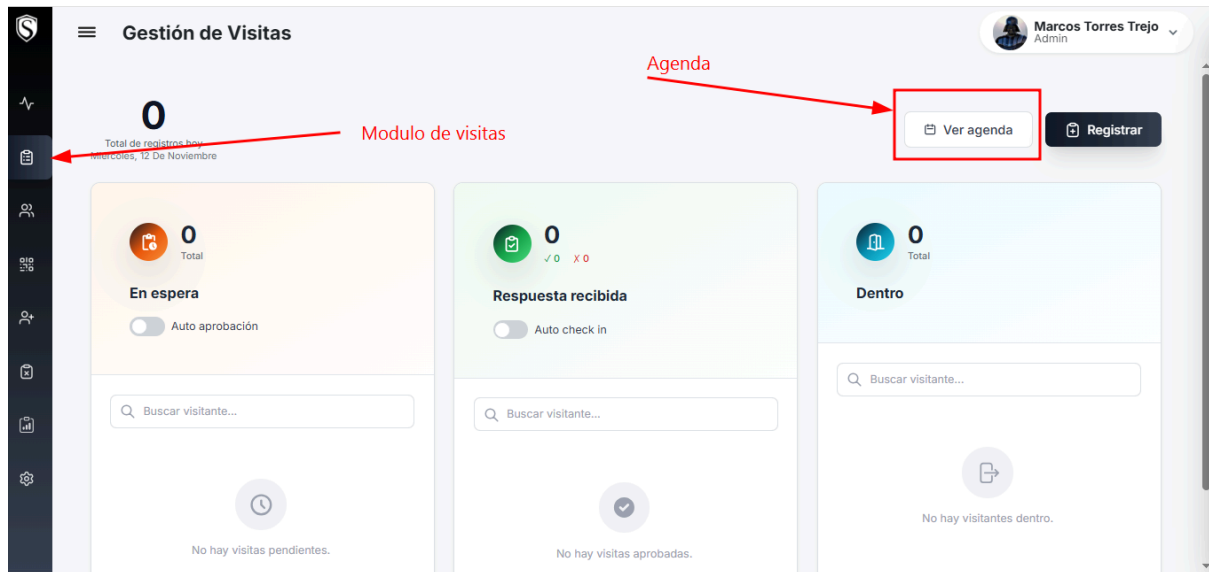 Gestión de Visitas
Marcos Torres Trejo
Admin
Agenda
0
Total de registros hoy
Miércoles, 12 De Noviembre
Modulo de visitas
Ver agenda
Registrar
0
Total
En espera
Auto aprobación
Buscar visitante...
No hay visitas pendientes.
0
✓ 0 ✗ 0
Respuesta recibida
Auto check in
Buscar visitante...
No hay visitas aprobadas.
0
Total
Dentro
Buscar visitante...
No hay visitantes dentro.